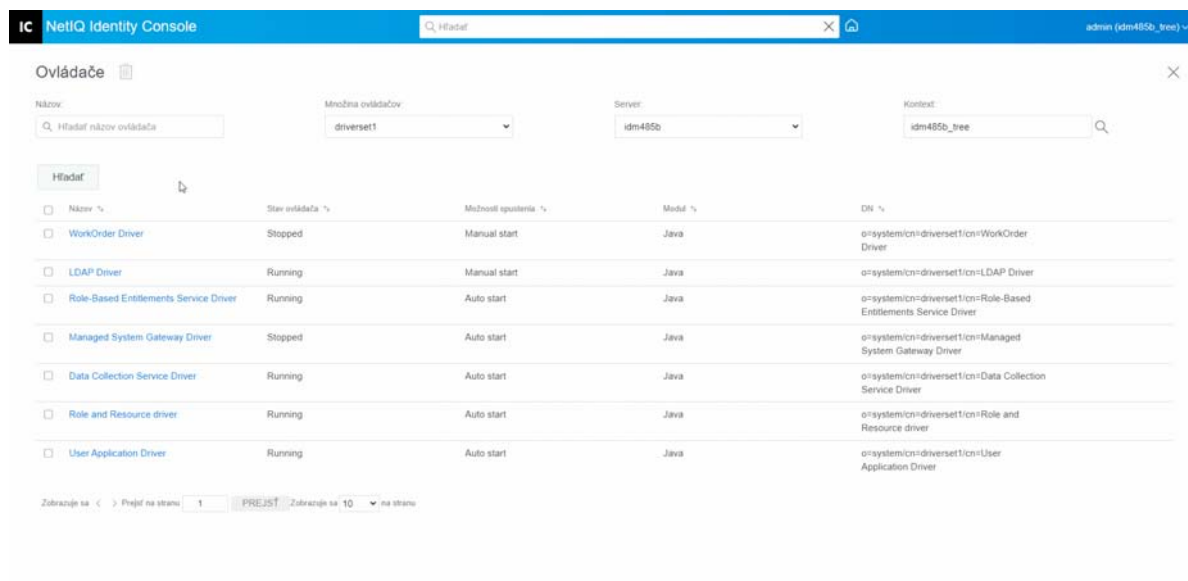 IC NetIQ Identity Console
Hľadať
admin (idm485b_tree)
Ovládače
Názov:
Množina ovládačov:
Server:
Kontext:
Hľadať názov ovládača
driverset1
idm485b
idm485b_tree
Hľadať
Názov
Stav ovládača
Možnosti spustenia
Modul
DN
WorkOrder Driver
Stopped
Manual start
Java
o=system/cn=driverset1/cn=WorkOrder
Driver
LDAP Driver
Running
Manual start
Java
o=system/cn=driverset1/cn=LDAP Driver
Role-Based Entitlements Service Driver
Running
Auto start
Java
o=system/cn=driverset1/cn=Role-Based
Entitlements Service Driver
Managed System Gateway Driver
Stopped
Auto start
Java
o=system/cn=driverset1/cn=Managed
System Gateway Driver
Data Collection Service Driver
Running
Auto start
Java
o=system/cn=driverset1/cn=Data Collection
Service Driver
Role and Resource driver
Running
Auto start
Java
o=system/cn=driverset1/cn=Role and
Resource driver
User Application Driver
Running
Auto start
Java
o=system/cn=driverset1/cn=User
Application Driver
Zobrazuje sa < > Prejsť na stranu 1 PREJSŤ Zobrazuje sa 10 na stranu